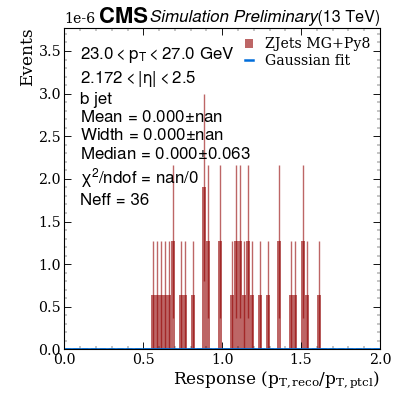 1e-6 CMS Simulation Preliminary (13 TeV)
Events
23.0 < pT < 27.0 GeV
2.172 < |η| < 2.5
b jet
Mean = 0.000±nan
Width = 0.000±nan
Median = 0.000±0.063
χ²/ndof = nan/0
Neff = 36
ZJets MG+Py8
Gaussian fit
3.5
3.0
2.5
2.0
1.5
1.0
0.5
0.0
0.0 0.5 1.0 1.5 2.0
Response (pT,reco/pT,ptcl)